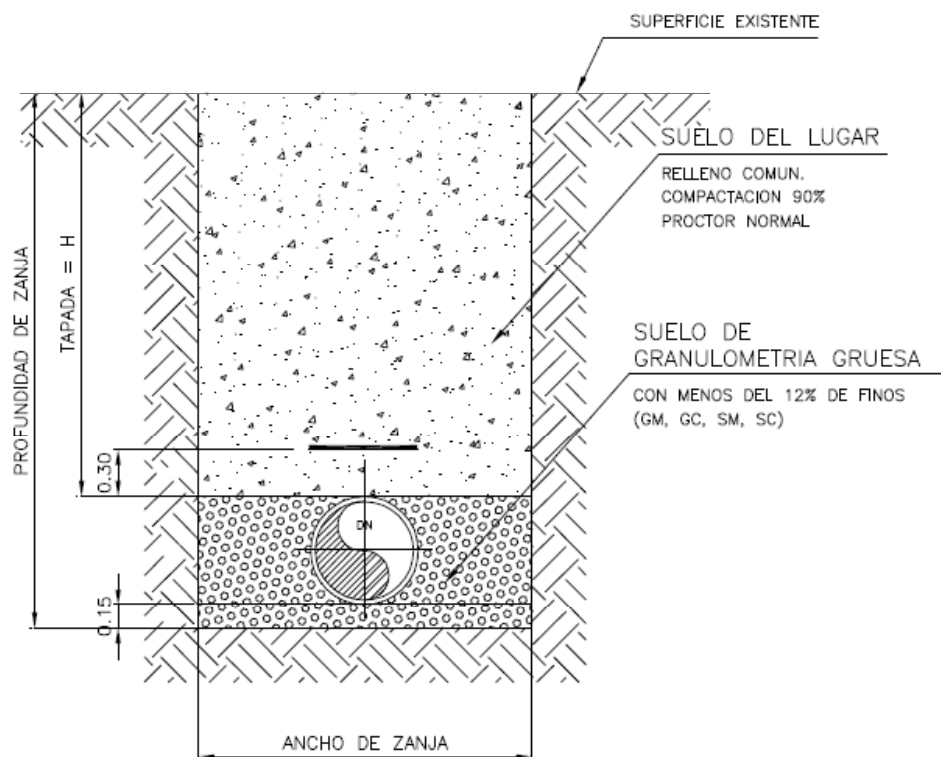 SUPERFICIE EXISTENTE
SUELO DEL LUGAR
RELLENO COMUN.
COMPACTACION 90%
PROCTOR NORMAL
PROFUNDIDAD DE ZANJA
TAPADA = H
SUELO DE
GRANULOMETRIA GRUESA
CON MENOS DEL 12% DE FINOS
(GM, GC, SM, SC)
0.30
DN
0.15
ANCHO DE ZANJA